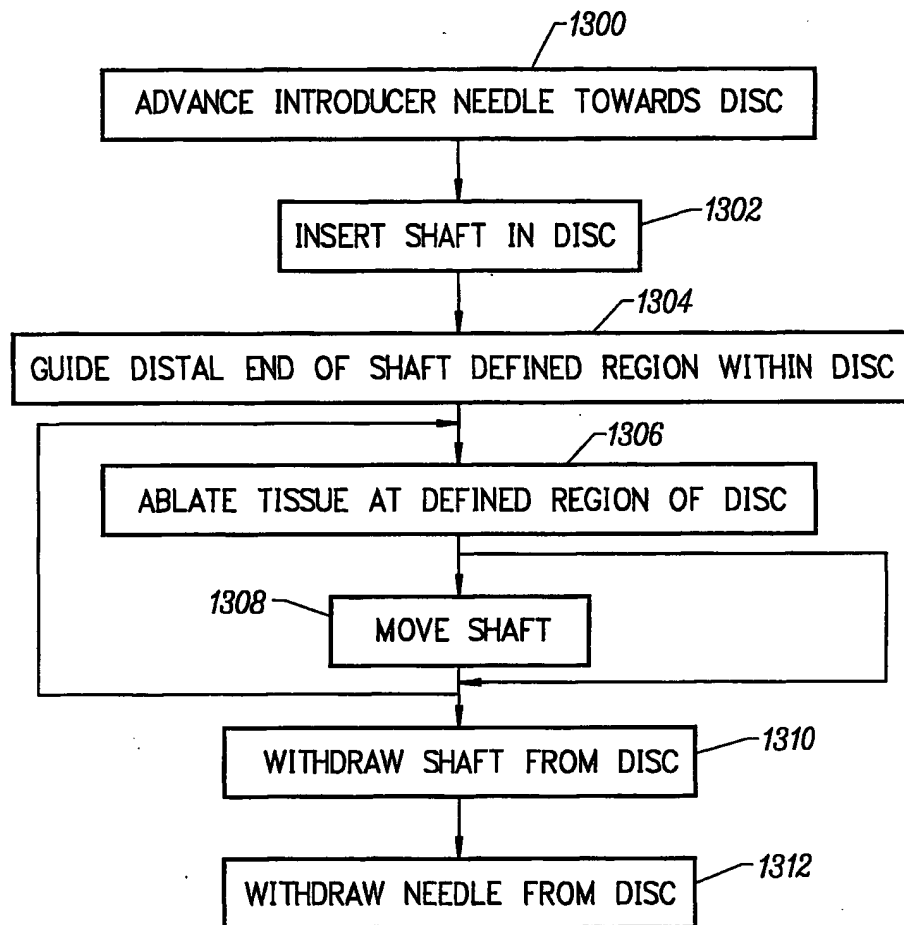 1300
ADVANCE INTRODUCER NEEDLE TOWARDS DISC
1302
INSERT SHAFT IN DISC
1304
GUIDE DISTAL END OF SHAFT DEFINED REGION WITHIN DISC
1306
ABLATE TISSUE AT DEFINED REGION OF DISC
1308
MOVE SHAFT
1310
WITHDRAW SHAFT FROM DISC
1312
WITHDRAW NEEDLE FROM DISC